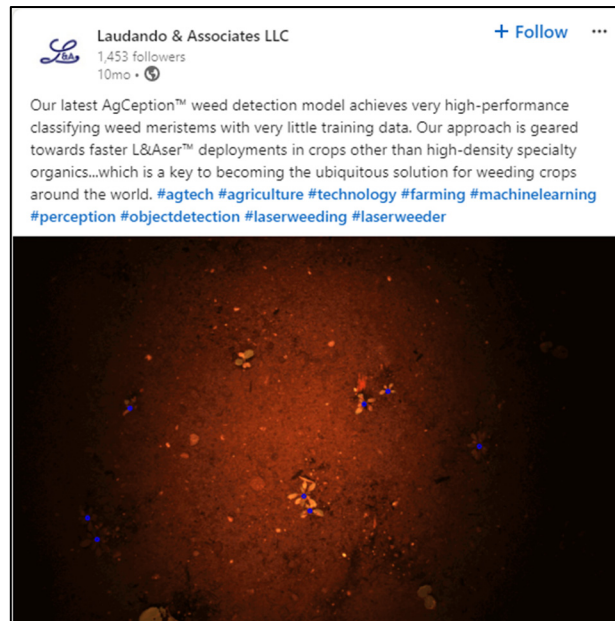 L&A
Laudando & Associates LLC
+ Follow ...
1,453 followers
10mo •
Our latest AgCeption™ weed detection model achieves very high-performance
classifying weed meristems with very little training data. Our approach is geared
towards faster L&Aser™ deployments in crops other than high-density specialty
organics...which is a key to becoming the ubiquitous solution for weeding crops
around the world. #agtech #agriculture #technology #farming #machinelearning
#perception #objectdetection #laserweeding #laserweeder